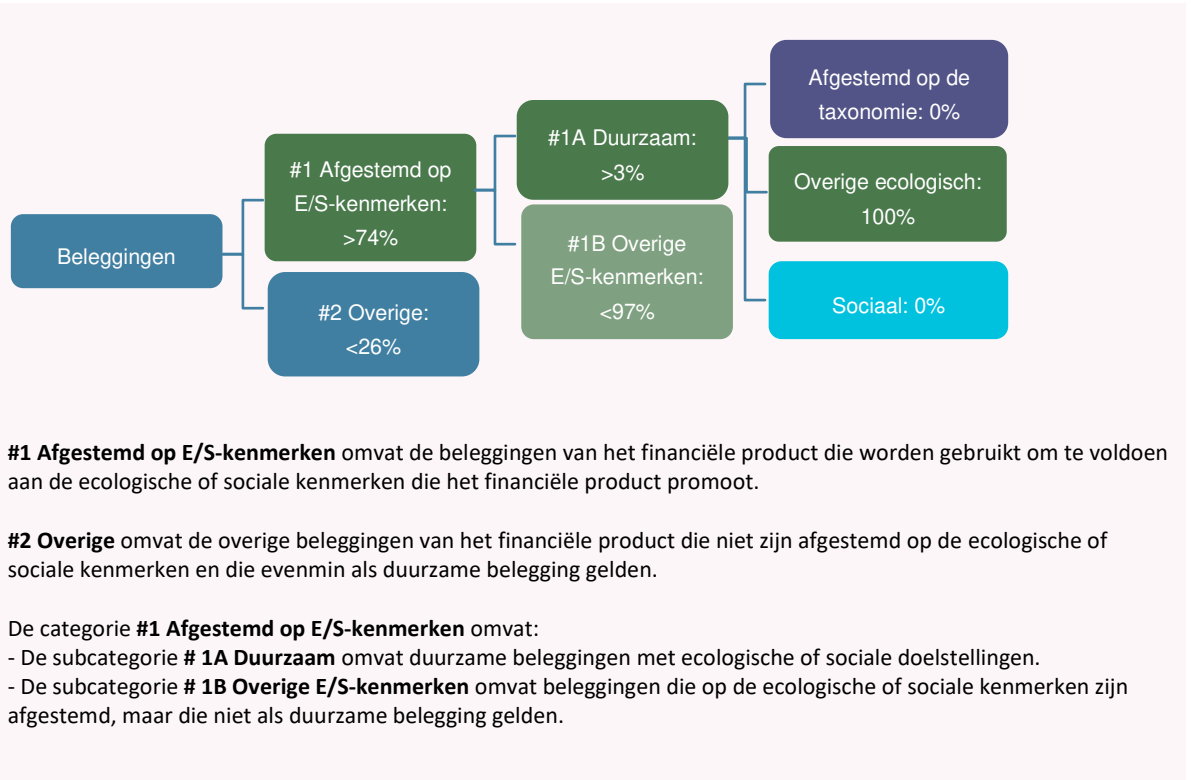 Beleggingen
#1 Afgestemd op
E/S-kenmerken:
>74%
#2 Overige:
<26%
#1A Duurzaam:
>3%
#1B Overige
E/S-kenmerken:
<97%
Afgestemd op de
taxonomie: 0%
Overige ecologisch:
100%
Sociaal: 0%
#1 Afgestemd op E/S-kenmerken omvat de beleggingen van het financiële product die worden gebruikt om te voldoen
aan de ecologische of sociale kenmerken die het financiële product promoot.
#2 Overige omvat de overige beleggingen van het financiële product die niet zijn afgestemd op de ecologische of
sociale kenmerken en die evenmin als duurzame belegging gelden.
De categorie #1 Afgestemd op E/S-kenmerken omvat:
- De subcategorie # 1A Duurzaam omvat duurzame beleggingen met ecologische of sociale doelstellingen.
- De subcategorie # 1B Overige E/S-kenmerken omvat beleggingen die op de ecologische of sociale kenmerken zijn
afgestemd, maar die niet als duurzame belegging gelden.